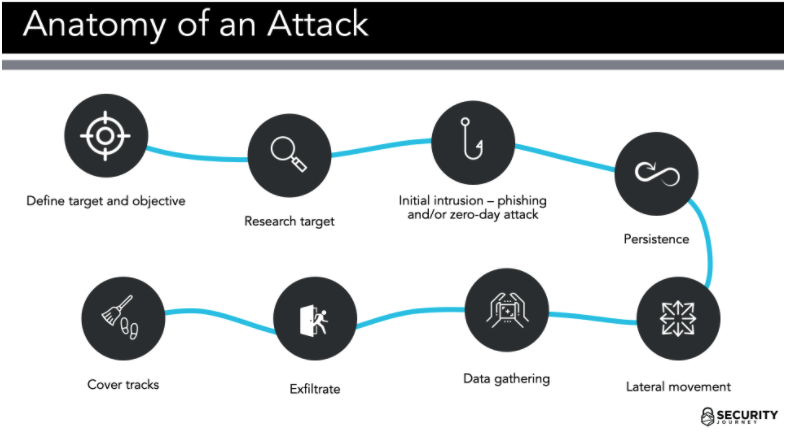 Anatomy of an Attack
Define target and objective
Research target
Initial intrusion – phishing
and/or zero-day attack
Persistence
Lateral movement
Data gathering
Exfiltrate
Cover tracks
SECURITY
JOURNEY